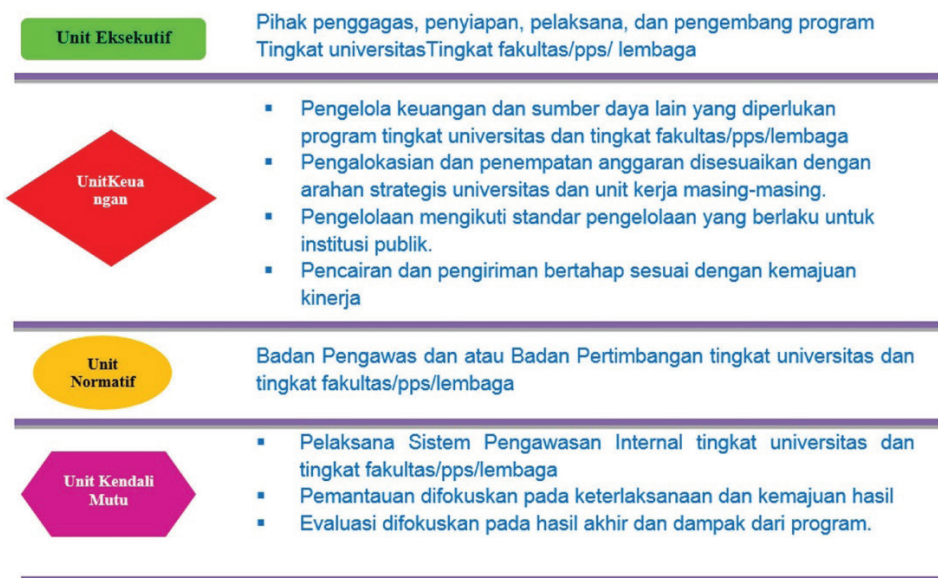 Unit Eksekutif
Pihak penggagas, penyiapan, pelaksana, dan pengembang program
Tingkat universitasTingkat fakultas/pps/ lembaga
UnitKeua
ngan
▪ Pengelola keuangan dan sumber daya lain yang diperlukan
program tingkat universitas dan tingkat fakultas/pps/lembaga
▪ Pengalokasian dan penempatan anggaran disesuaikan dengan
arahan strategis universitas dan unit kerja masing-masing.
▪ Pengelolaan mengikuti standar pengelolaan yang berlaku untuk
institusi publik.
▪ Pencairan dan pengiriman bertahap sesuai dengan kemajuan
kinerja
Unit
Normatif
Badan Pengawas dan atau Badan Pertimbangan tingkat universitas dan
tingkat fakultas/pps/lembaga
Unit Kendali
Mutu
▪ Pelaksana Sistem Pengawasan Internal tingkat universitas dan
tingkat fakultas/pps/lembaga
▪ Pemantauan difokuskan pada keterlaksanaan dan kemajuan hasil
▪ Evaluasi difokuskan pada hasil akhir dan dampak dari program.